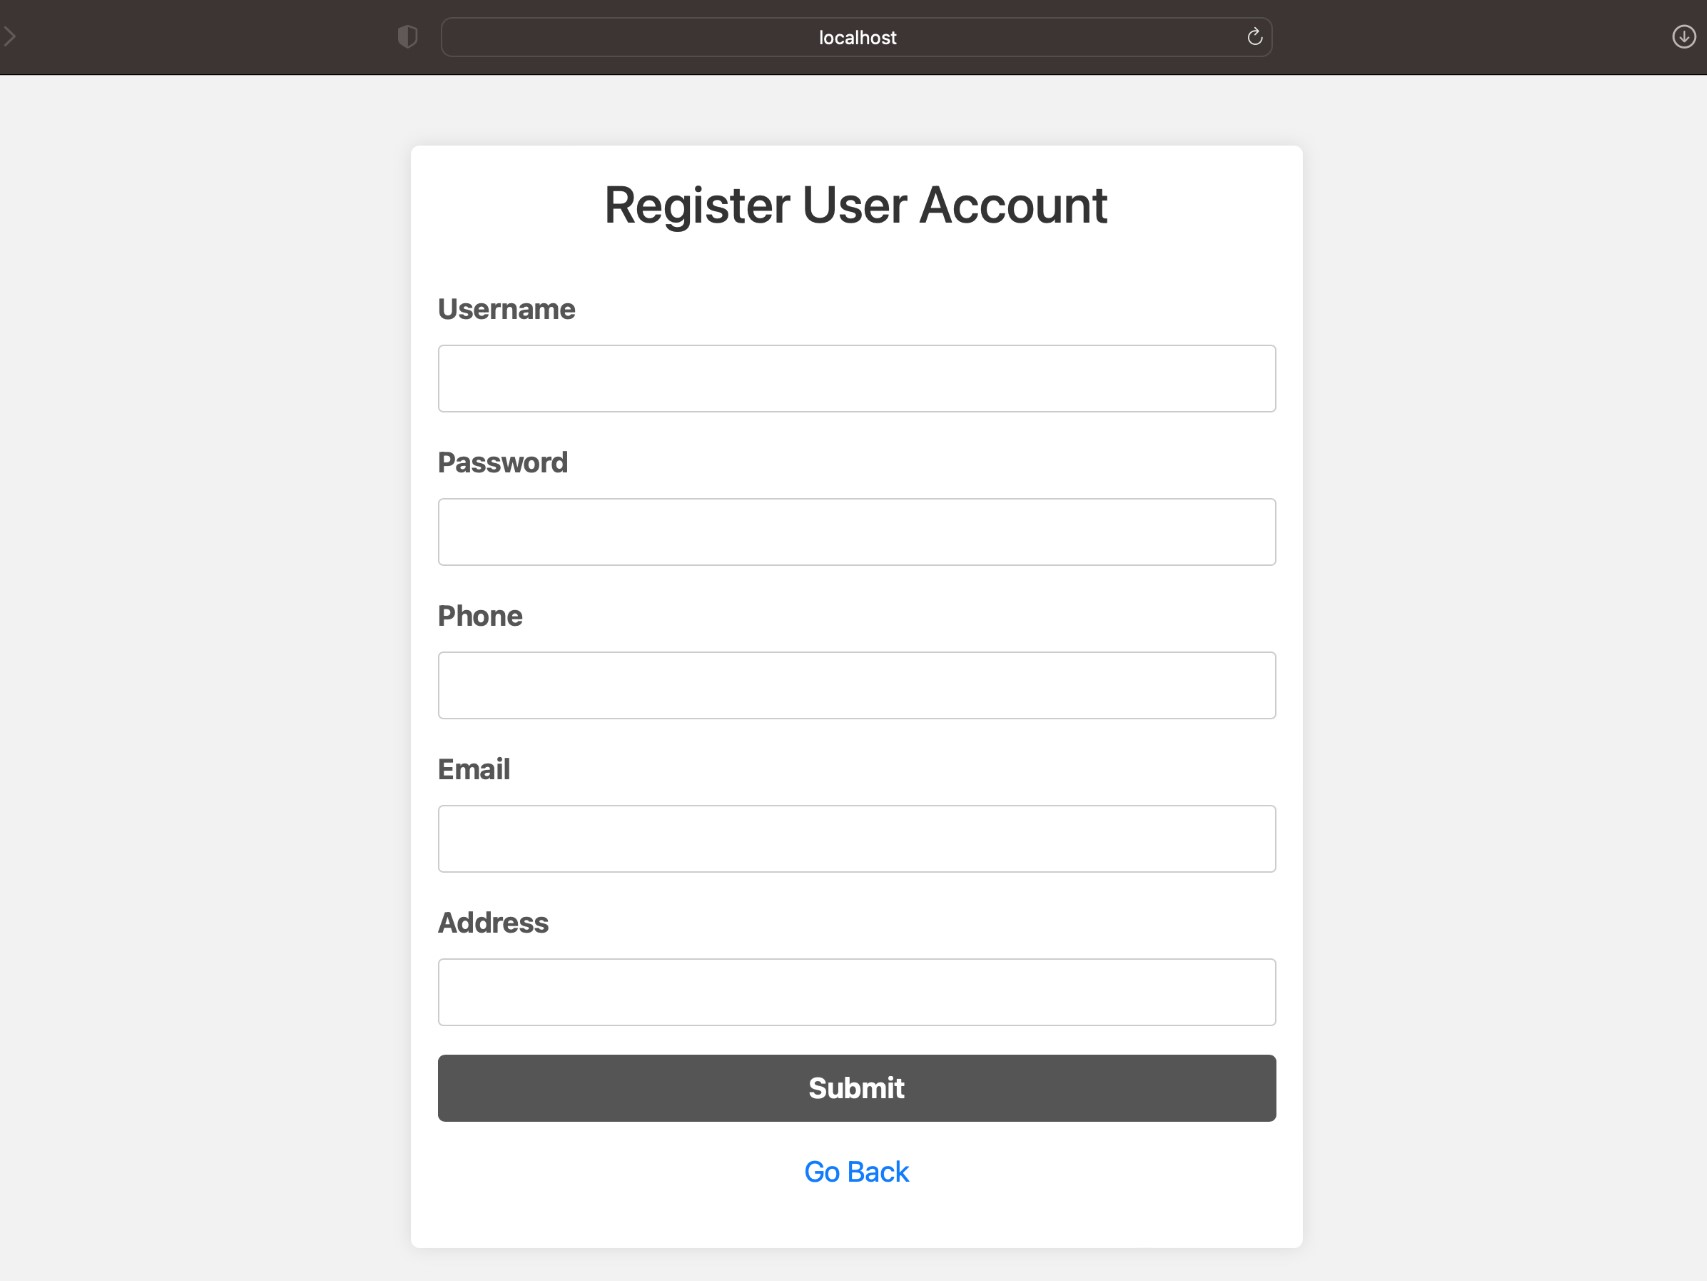 localhost
Register User Account
Username
Password
Phone
Email
Address
Submit
Go Back